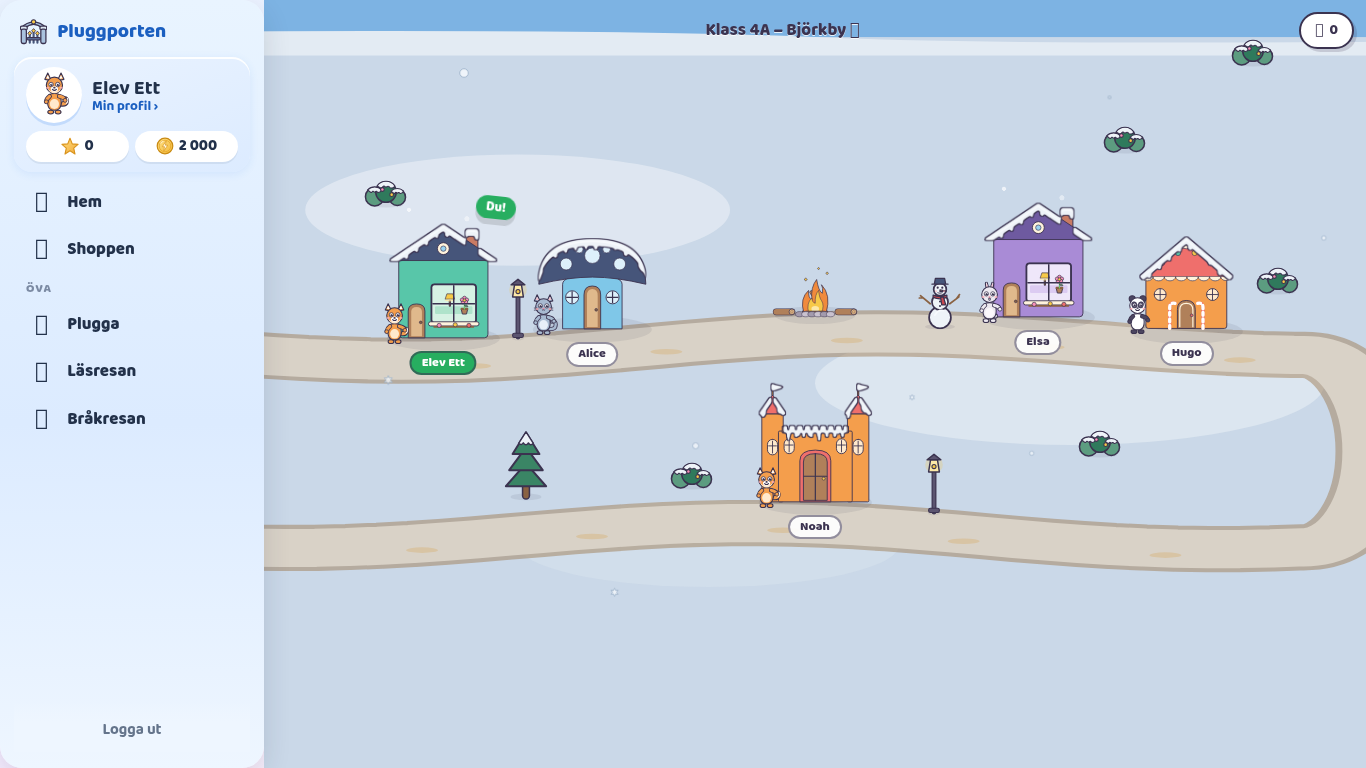 Pluggporten
Elev Ett
Min profil ›
0
2 000
Hem
Shoppen
ÖVA
Plugga
Läsresan
Bråkresan
Logga ut
Klass 4A – Björkby
0
Du!
Elev Ett
Alice
Elsa
Hugo
Noah